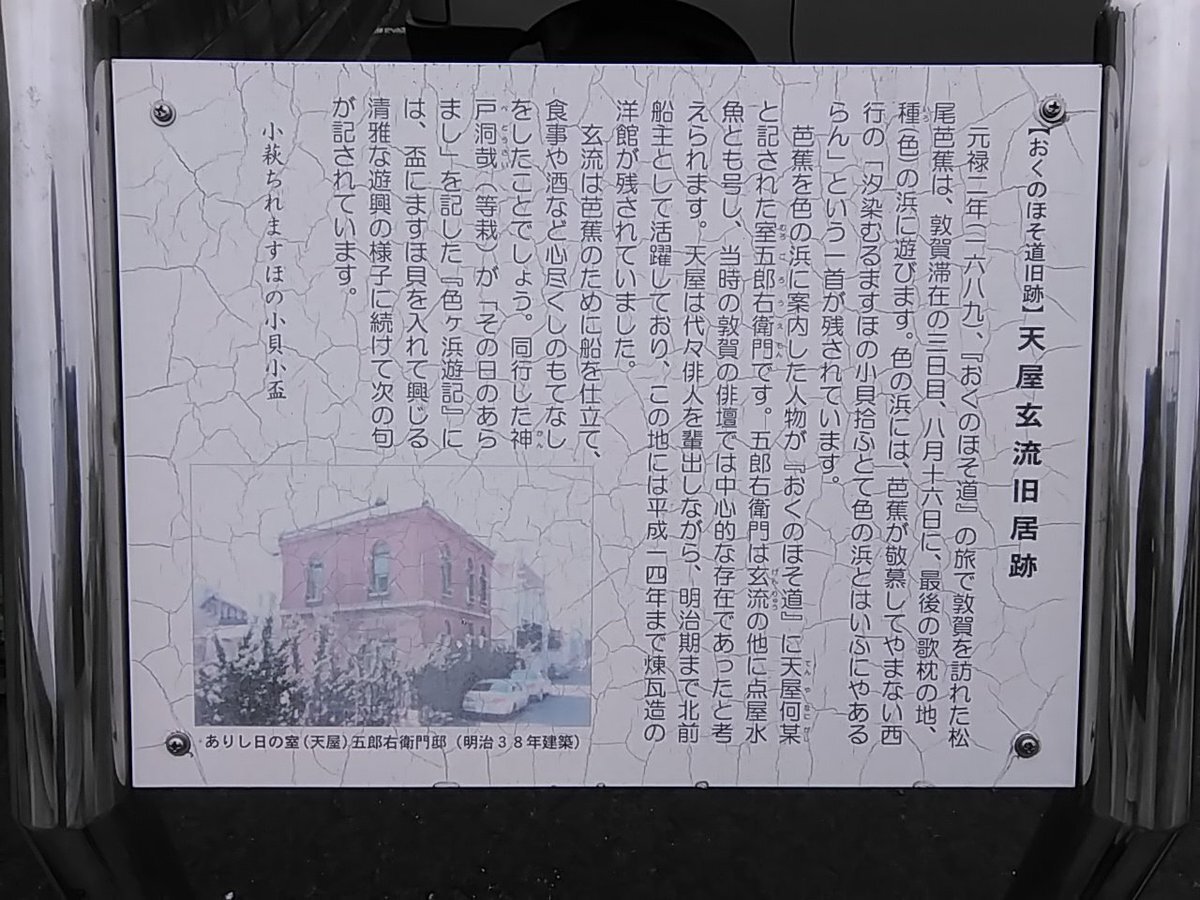 【おくのほそ道旧跡】天屋玄流旧居跡
元禄二年(一六八九、『おくのほそ道』の旅で敦賀を訪れた松
尾芭蕉は、敦賀滞在の三日目、八月十六日に、最後の歌枕の地、
種(色)の浜に遊びます。色の浜には、芭蕉が敬慕してやまない西
行の「汐染むるますほの小貝拾ふとて色の浜とはいふにやある
らん」という一首が残されています。
芭蕉を色の浜に案内した人物が『おくのほそ道』に天屋何某
と記された室五郎右衛門です。五郎右衛門は玄流の他に点屋水
魚とも号し、当時の敦賀の俳壇では中心的な存在であったと考
えられます。天屋は代々俳人を輩出しながら、明治期まで北前
船主として活躍しており、この地には平成一四年まで煉瓦造の
洋館が残されていました。
玄流は芭蕉のために船を仕立て、
食事や酒など心尽くしのもてなし
をしたことでしょう。同行した神
戸洞哉(等栽)が「その日のあら
まし」を記した『色ヶ浜遊記』に
は、盃にますほ貝を入れて興じる
清雅な遊興の様子に続けて次の句
が記されています。
小萩ちれますほの小貝小盃
ありし日の室(天屋)五郎右衛門邸(明治38年建築)